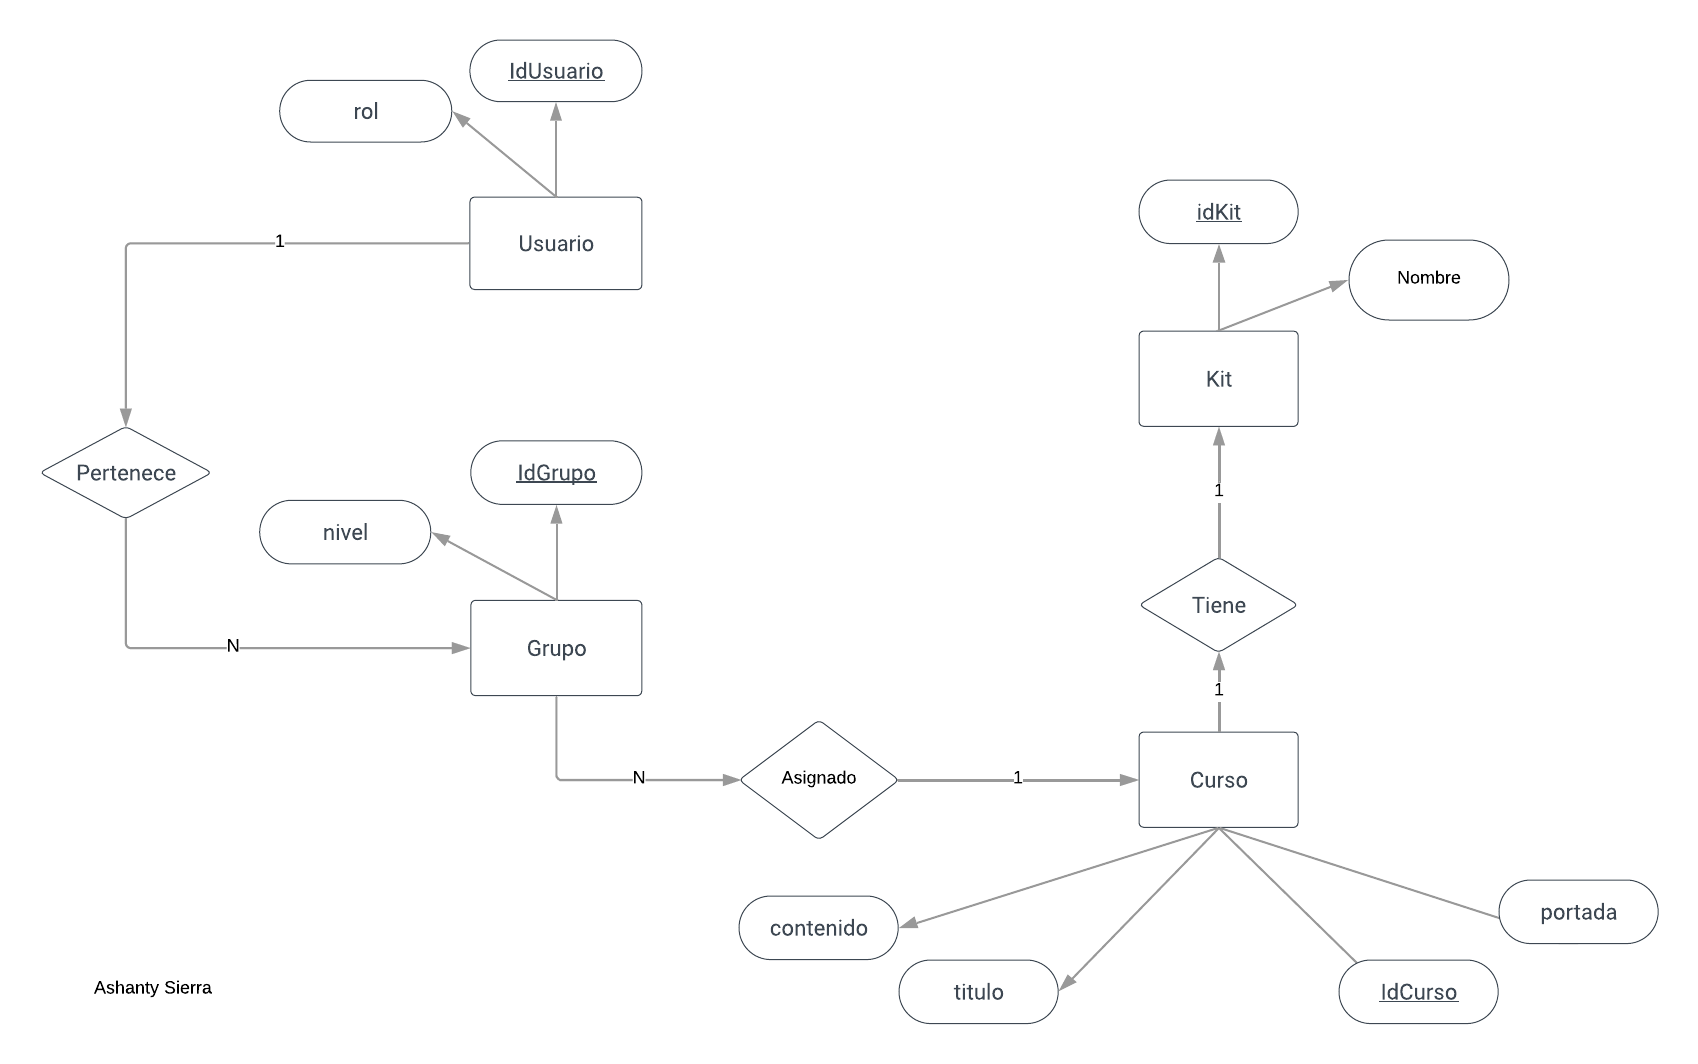 IdUsuario
rol
Usuario
1
idKit
Nombre
Kit
Pertenece
IdGrupo
nivel
1
Tiene
Grupo
N
1
N
Asignado
1
Curso
contenido
portada
titulo
IdCurso
Ashanty Sierra